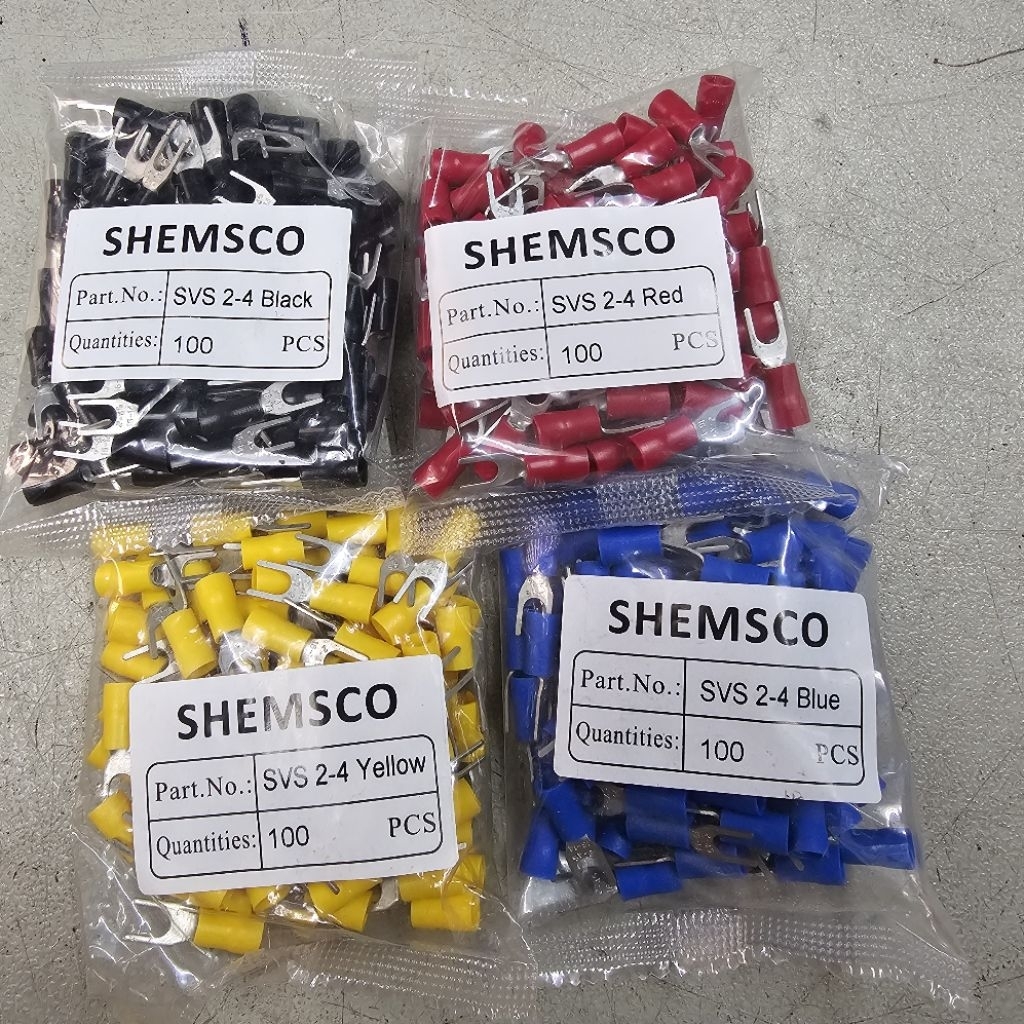 SHEMSCO
Part.No.: SVS 2-4 Black
Quantities: 100 PCS
SHEMSCO
Part.No.: SVS 2-4 Red
Quantities: 100 PCS
SHEMSCO
Part.No.: SVS 2-4 Yellow
Quantities: 100 PCS
SHEMSCO
Part.No.: SVS 2-4 Blue
Quantities: 100 PCS